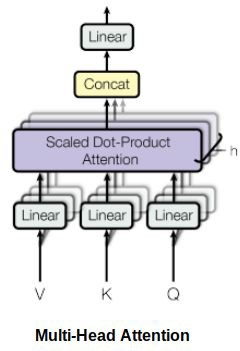 Linear
Concat
Scaled Dot-Product
Attention
h
Linear Linear Linear
V K Q
Multi-Head Attention